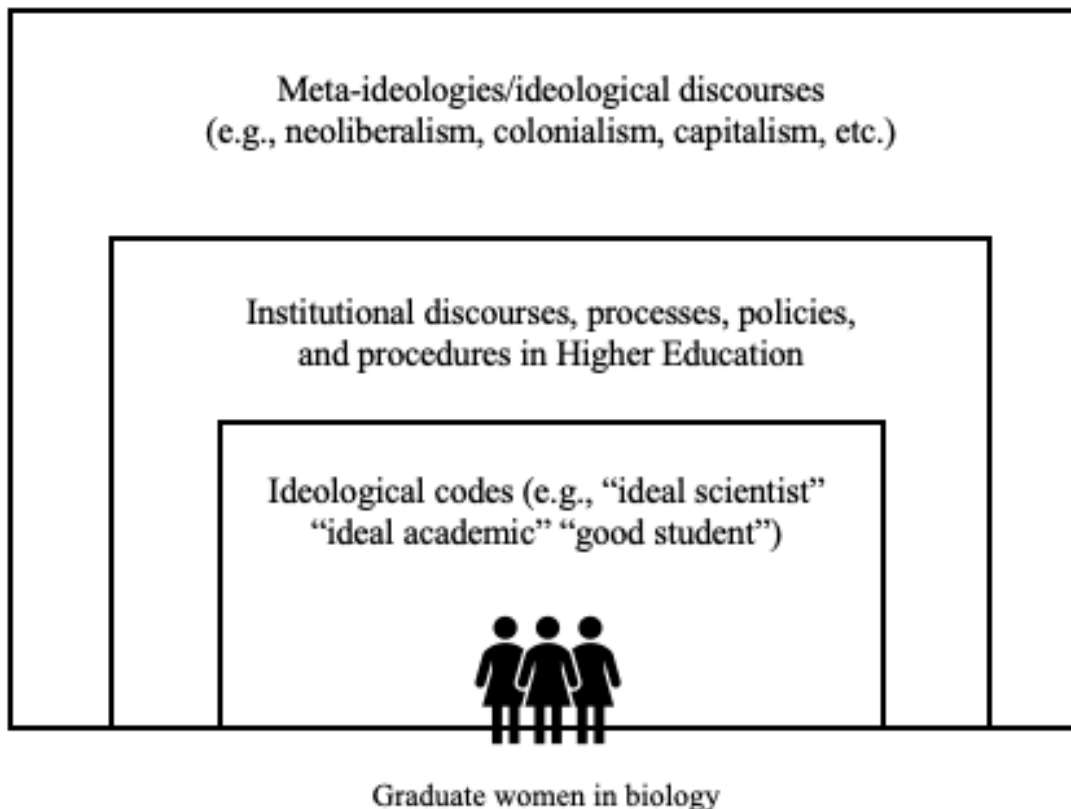 Meta-ideologies/ideological discourses
(e.g., neoliberalism, colonialism, capitalism, etc.)
Institutional discourses, processes, policies,
and procedures in Higher Education
Ideological codes (e.g., “ideal scientist”
“ideal academic” “good student”)
Graduate women in biology